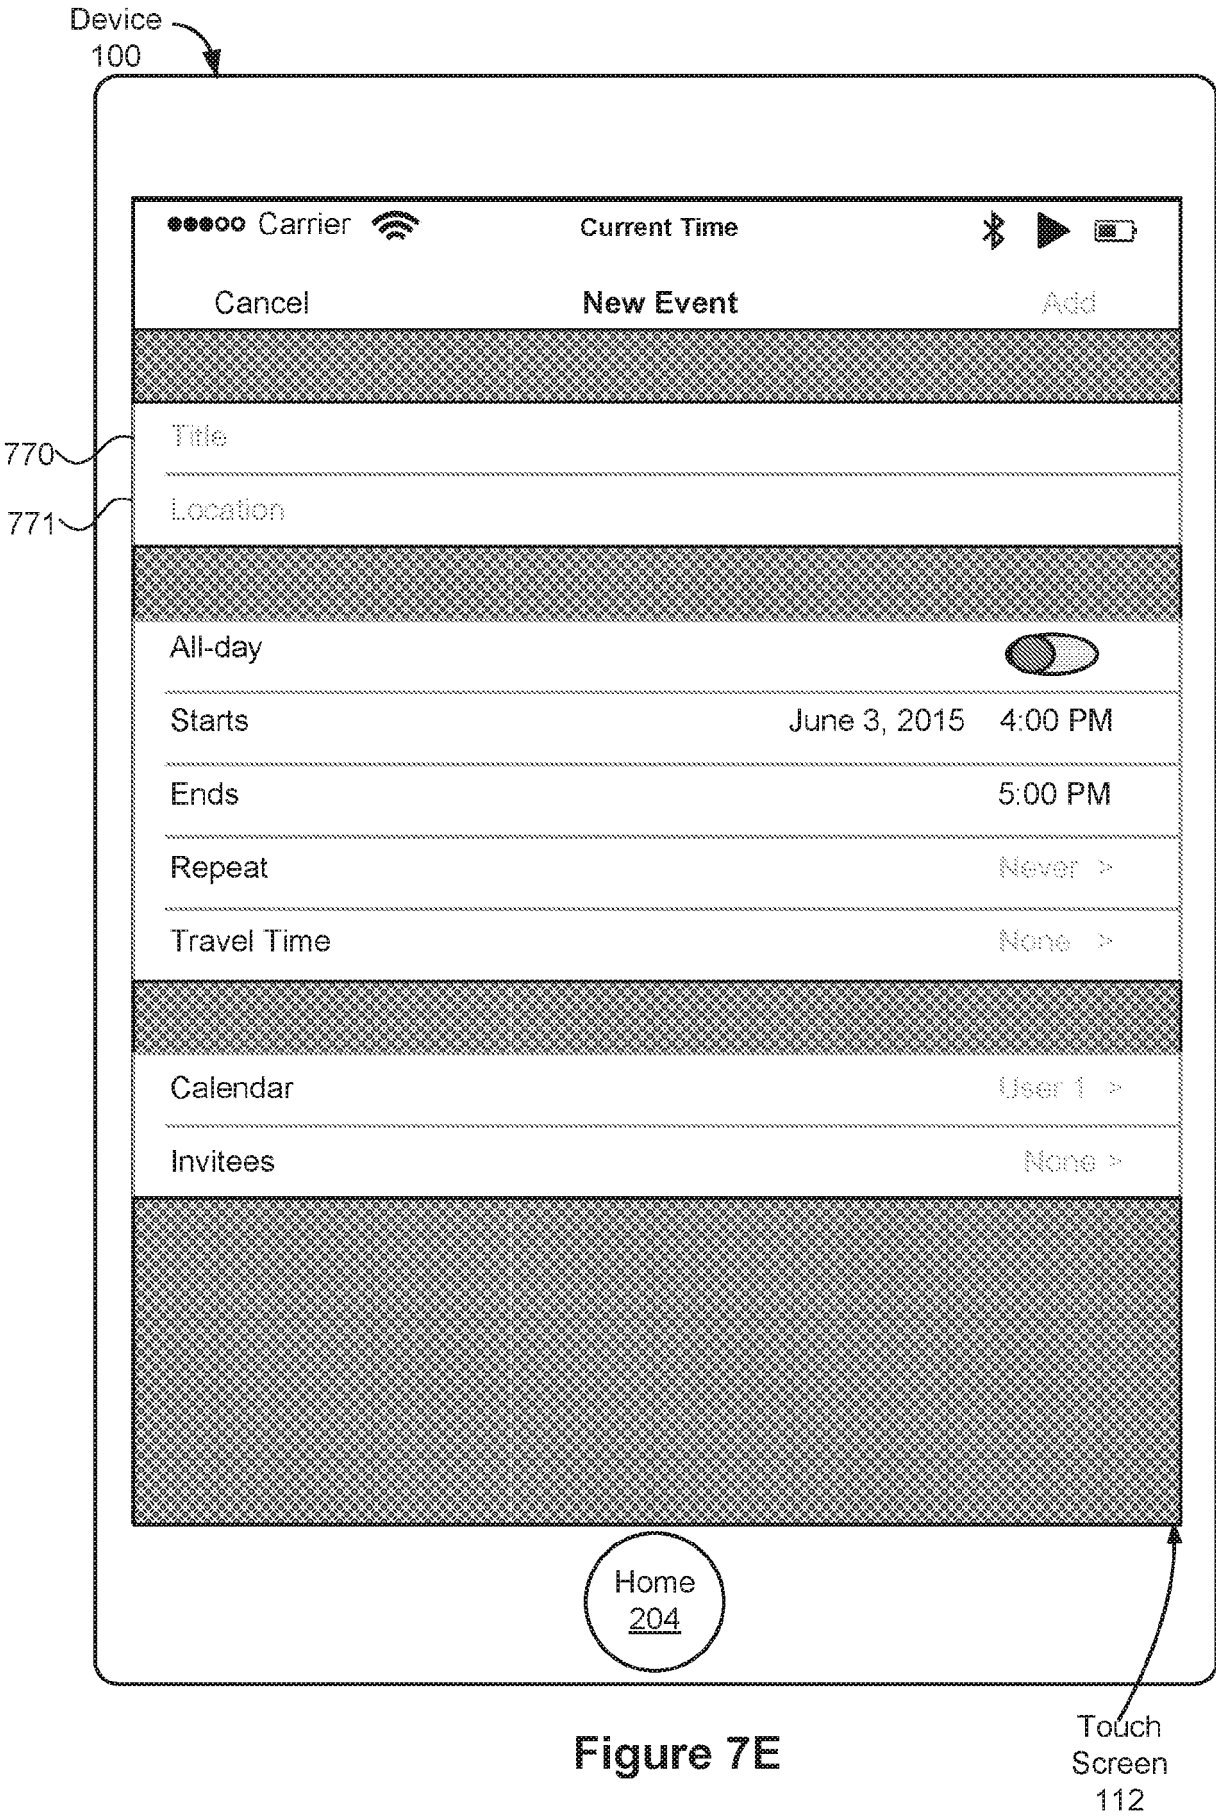 Device
100
Carrier Current Time
Cancel New Event Add
770
Title
771
Location
All-day
Starts June 3, 2015 4:00 PM
Ends 5:00 PM
Repeat Never >
Travel Time None >
Calendar User 1 >
Invitees None >
Home
204
Figure 7E
Touch
Screen
112